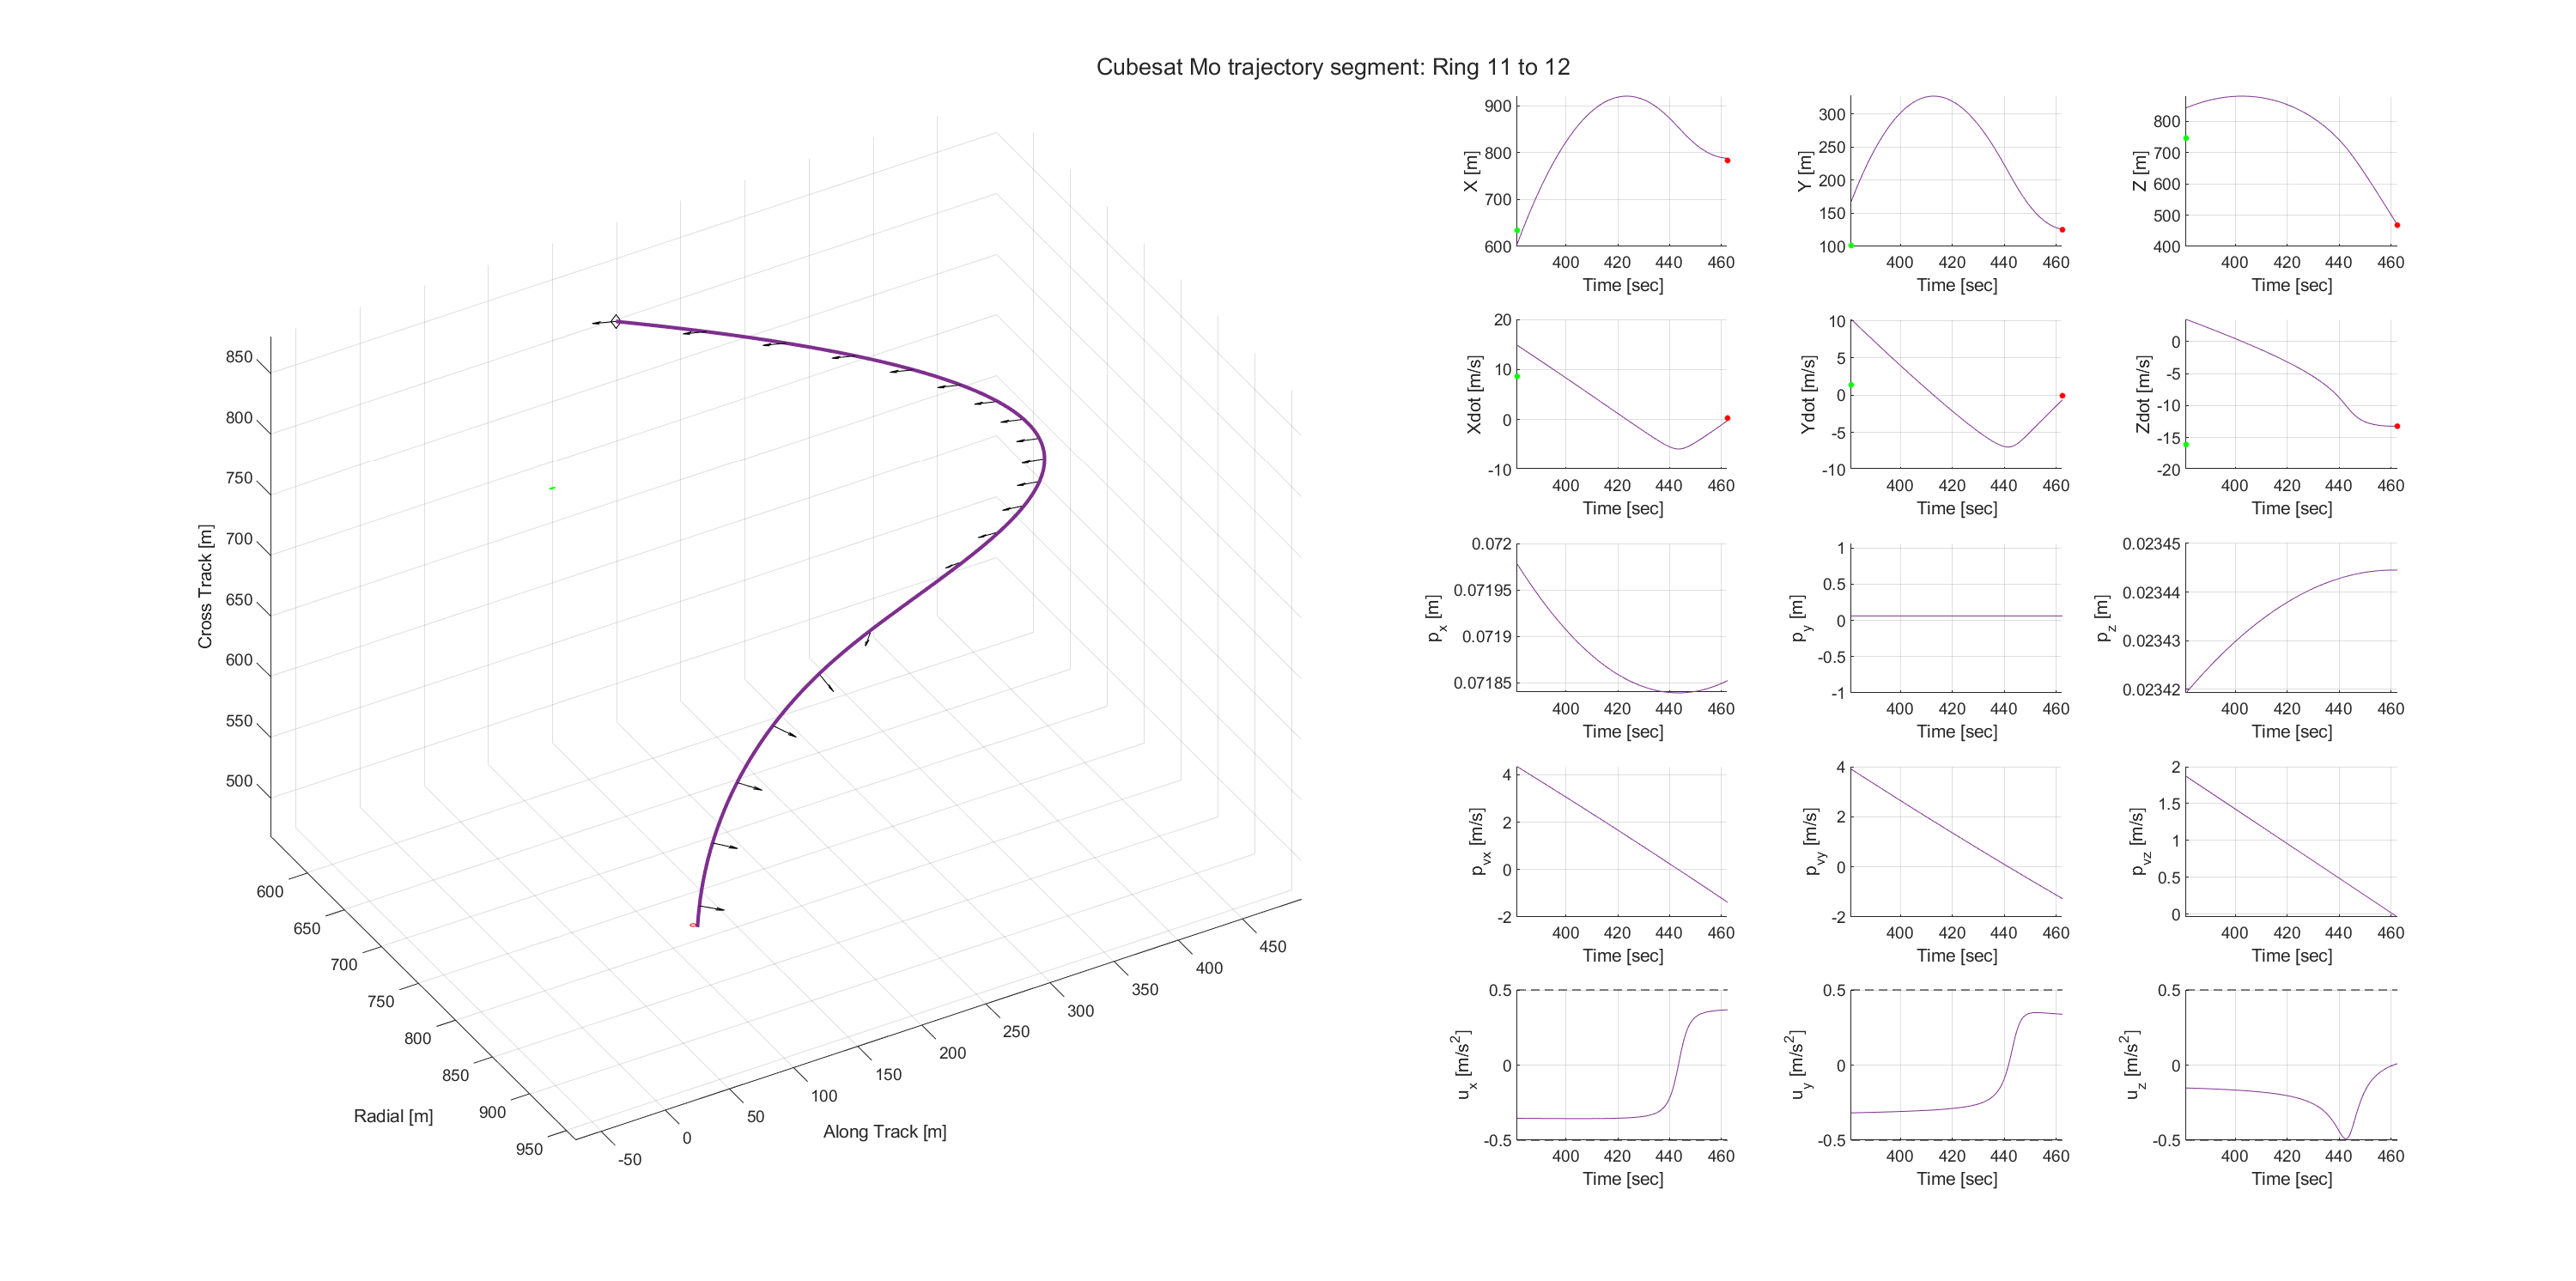 Cubesat Mo trajectory segment: Ring 11 to 12
Cross Track [m]
850
800
750
700
650
600
550
500
Radial [m]
600
650
700
750
800
850
900
950
Along Track [m]
-50
0
50
100
150
200
250
300
350
400
450
X [m]
900
800
700
600
400 420 440 460
Time [sec]
Y [m]
300
250
200
150
100
400 420 440 460
Time [sec]
Z [m]
800
700
600
500
400
400 420 440 460
Time [sec]
Xdot [m/s]
20
10
0
-10
400 420 440 460
Time [sec]
Ydot [m/s]
10
5
0
-5
-10
400 420 440 460
Time [sec]
Zdot [m/s]
0
-5
-10
-15
-20
400 420 440 460
Time [sec]
p_x [m]
0.072
0.07195
0.0719
0.07185
400 420 440 460
Time [sec]
p_y [m]
1
0.5
0
-0.5
-1
400 420 440 460
Time [sec]
p_z [m]
0.02345
0.02344
0.02343
0.02342
400 420 440 460
Time [sec]
p_vx [m/s]
4
2
0
-2
400 420 440 460
Time [sec]
p_vy [m/s]
4
2
0
-2
400 420 440 460
Time [sec]
p_vz [m/s]
2
1.5
1
0.5
0
400 420 440 460
Time [sec]
u_x [m/s²]
0.5
0
-0.5
400 420 440 460
Time [sec]
u_y [m/s²]
0.5
0
-0.5
400 420 440 460
Time [sec]
u_z [m/s²]
0.5
0
-0.5
400 420 440 460
Time [sec]